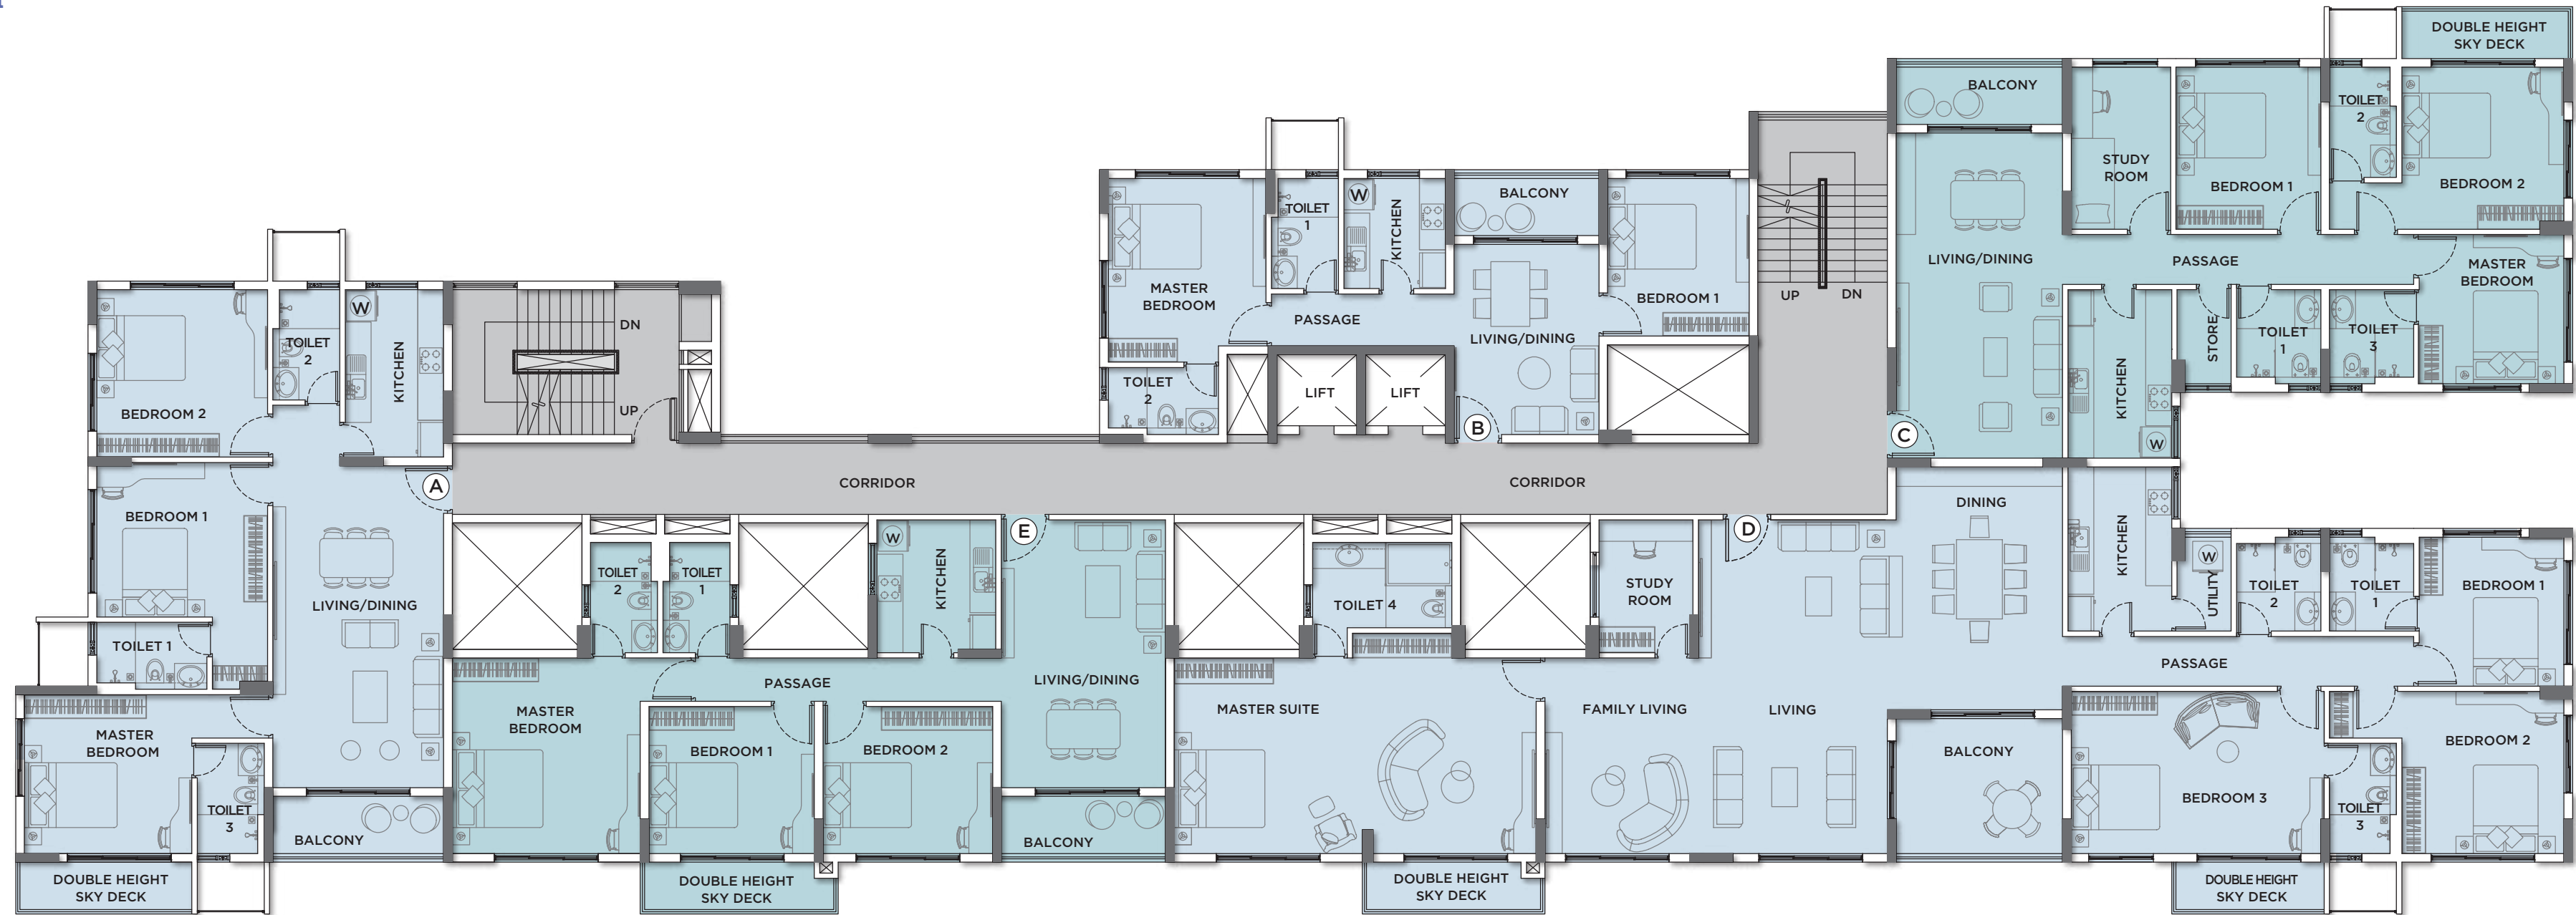 DOUBLE HEIGHT
SKY DECK
BALCONY
TOILET
2
STUDY
ROOM
BEDROOM 1
BEDROOM 2
LIVING/DINING
PASSAGE
MASTER
BEDROOM
STORE
TOILET
1
TOILET
3
KITCHEN
W
C
MASTER
BEDROOM
TOILET
1
W
KITCHEN
BALCONY
BEDROOM 1
PASSAGE
LIVING/DINING
TOILET
2
LIFT
LIFT
B
UP
DN
BEDROOM 2
TOILET
2
W
KITCHEN
DN
UP
A
BEDROOM 1
LIVING/DINING
TOILET 1
MASTER
BEDROOM
TOILET
3
BALCONY
DOUBLE HEIGHT
SKY DECK
CORRIDOR
CORRIDOR
TOILET
2
TOILET
1
W
KITCHEN
E
LIVING/DINING
PASSAGE
MASTER
BEDROOM
BEDROOM 1
BEDROOM 2
BALCONY
DOUBLE HEIGHT
SKY DECK
TOILET 4
STUDY
ROOM
D
DINING
KITCHEN
W
UTILITY
TOILET
2
TOILET
1
BEDROOM 1
PASSAGE
MASTER SUITE
FAMILY LIVING
LIVING
BALCONY
BEDROOM 3
BEDROOM 2
TOILET
3
DOUBLE HEIGHT
SKY DECK
DOUBLE HEIGHT
SKY DECK